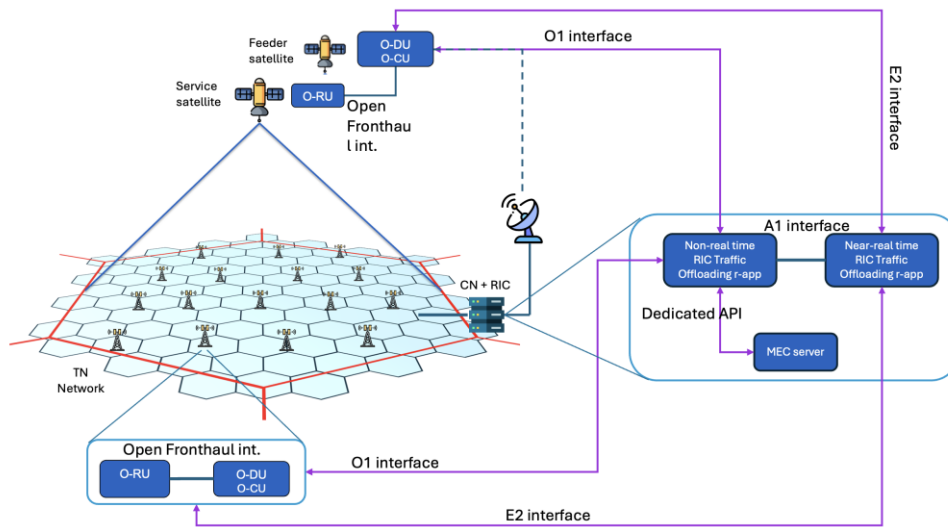 Feeder
satellite
O-DU
O-CU
O1 interface
Service
satellite
O-RU
Open
Fronthau
l int.
E2 interface
A1 interface
Non-real time
RIC Traffic
Offloading r-app
Near-real time
RIC Traffic
Offloading r-app
CN + RIC
Dedicated API
MEC server
TN
Network
Open Fronthaul int.
O-RU
O-DU
O-CU
O1 interface
E2 interface